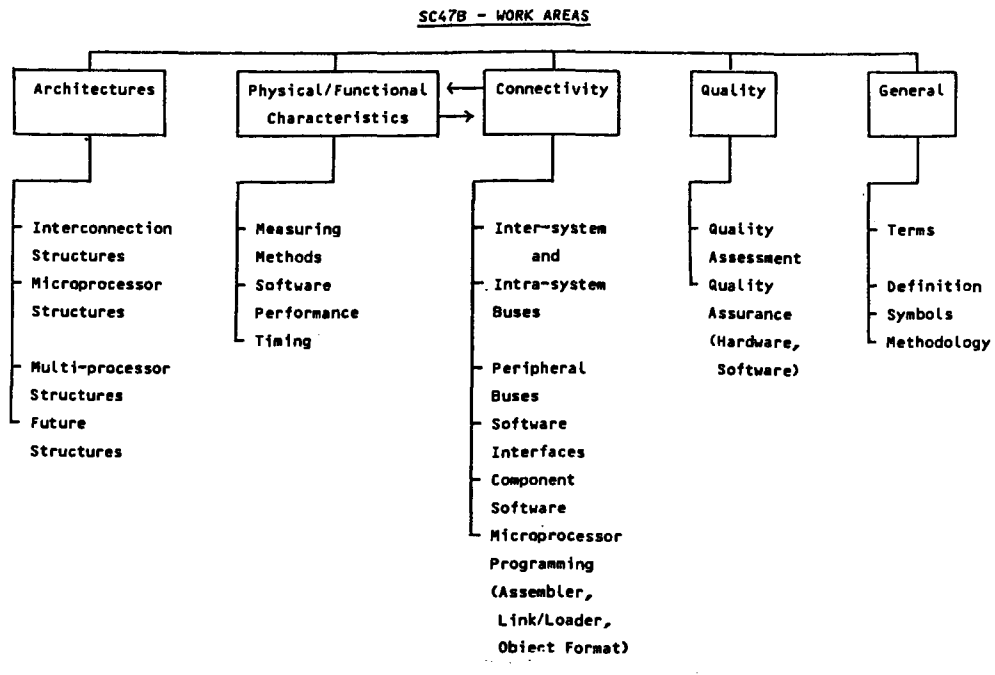 SC47B - WORK AREAS
Architectures
Physical/Functional
Characteristics
Connectivity
Quality
General
Interconnection
Structures
Microprocessor
Structures
Multi-processor
Structures
Future
Structures
Measuring
Methods
Software
Performance
Timing
Inter-system
and
Intra-system
Buses
Peripheral
Buses
Software
Interfaces
Component
Software
Microprocessor
Programming
(Assembler,
Link/Loader,
Object Format)
Quality
Assessment
Quality
Assurance
(Hardware,
Software)
Terms
Definition
Symbols
Methodology